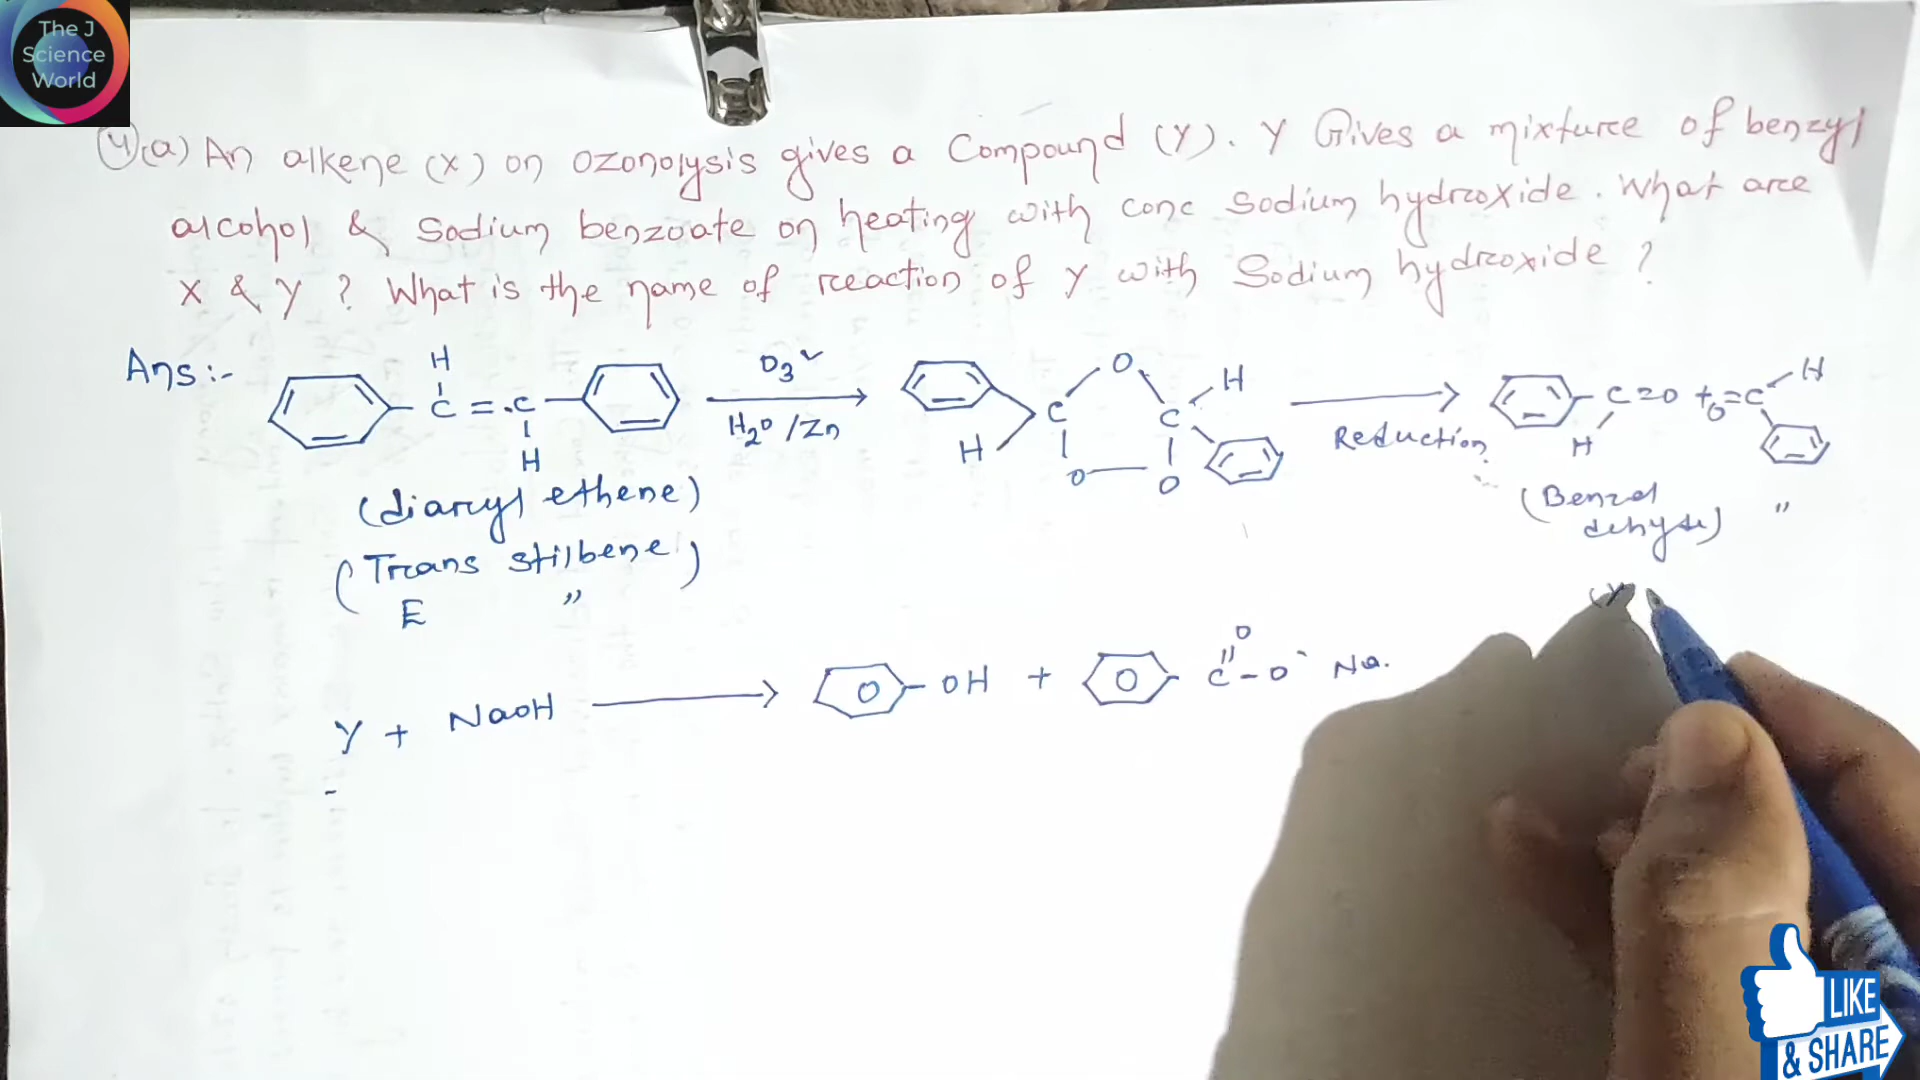 The J
Science
World
4(a) An alkene (x) on ozonolysis gives a Compound (Y). Y Gives a mixture of benzyl
alcohol & Sodium benzoate on heating with conc Sodium hydroxide. What are
X & Y ? What is the name of reaction of Y with Sodium hydroxide ?
Ans :-
H
C = C
H
O3
H2O /Zn
O
C
H
C
H
O
O
Reduction
C=O + O=C
H
H
(diaryl ethene)
(Trans stilbene)
E "
(Benzal
dehyde) "
(Y
Y + NaOH
OH +
O
C - O- Na
LIKE
& SHARE